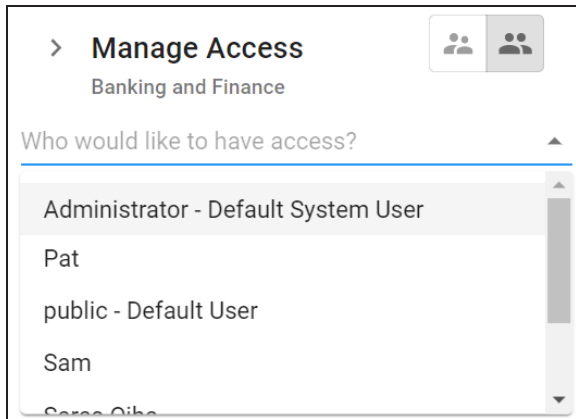 Manage Access
Banking and Finance
Who would like to have access?
Administrator - Default System User
Pat
public - Default User
Sam